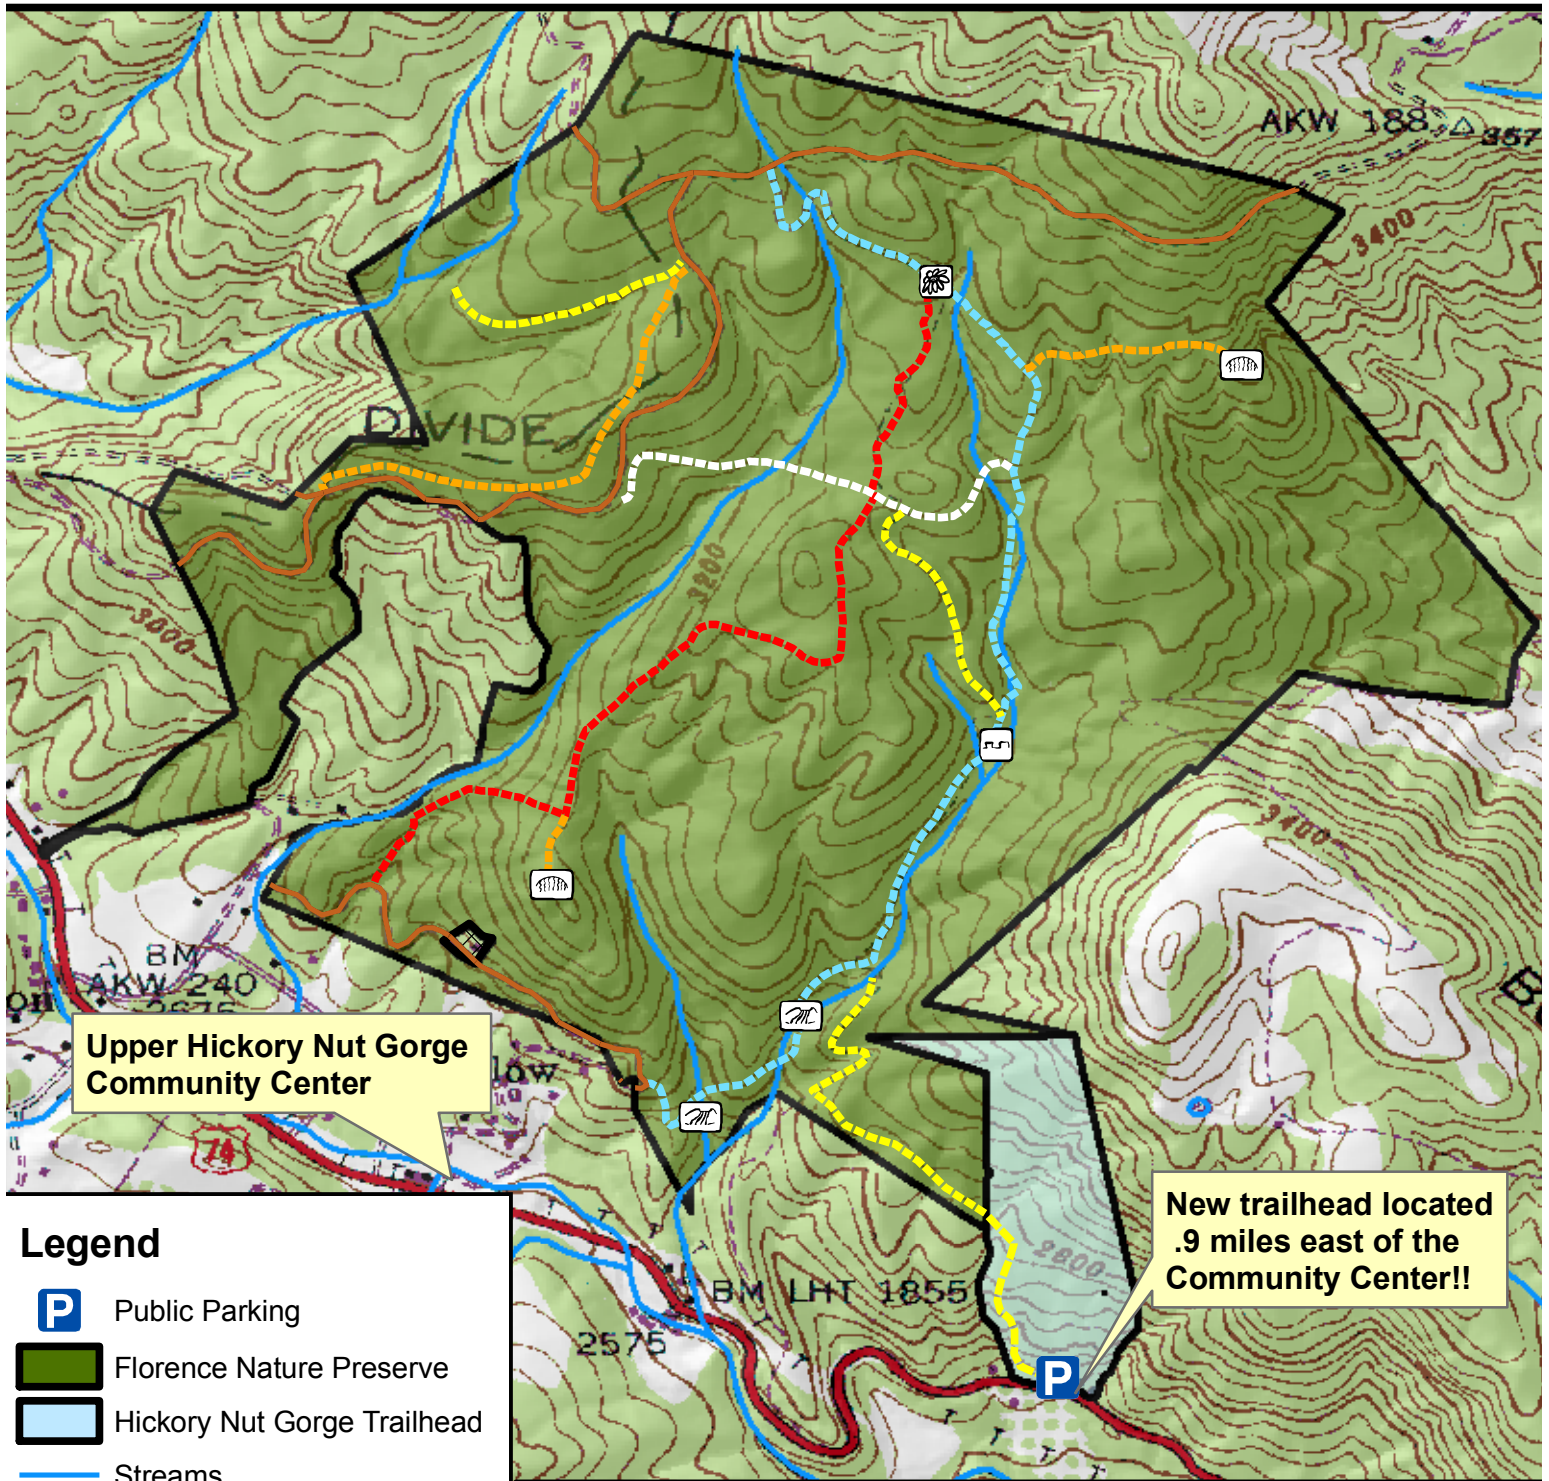 AKW 188
357
3400
DIVIDE
3200
3000
3400
BM
AKW 240
2675
on
Upper Hickory Nut Gorge
Community Center
low
74
New trailhead located
.9 miles east of the
Community Center!!
2800
BM LHT 1855
2575
P
Legend
P Public Parking
Florence Nature Preserve
Hickory Nut Gorge Trailhead
Streams